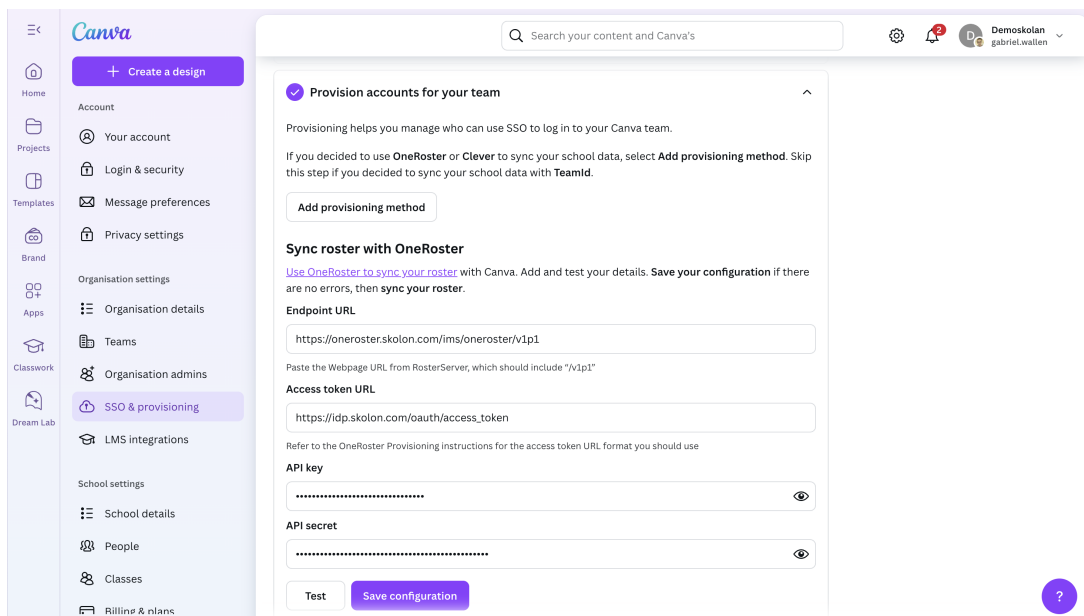 Canva
Search your content and Canva's
2
D
Demoskolan
gabriel.wallen
Home
Projects
Templates
Brand
Apps
Classwork
Dream Lab
Create a design
Account
Your account
Login & security
Message preferences
Privacy settings
Organisation settings
Organisation details
Teams
Organisation admins
SSO & provisioning
LMS integrations
School settings
School details
People
Classes
Billing & plans
Provision accounts for your team
Provisioning helps you manage who can use SSO to log in to your Canva team.
If you decided to use OneRoster or Clever to sync your school data, select Add provisioning method. Skip
this step if you decided to sync your school data with TeamId.
Add provisioning method
Sync roster with OneRoster
Use OneRoster to sync your roster with Canva. Add and test your details. Save your configuration if there
are no errors, then sync your roster.
Endpoint URL
https://oneroster.skolon.com/ims/oneroster/v1p1
Paste the Webpage URL from RosterServer, which should include “/v1p1”
Access token URL
https://idp.skolon.com/oauth/access_token
Refer to the OneRoster Provisioning instructions for the access token URL format you should use
API key
API secret
Test
Save configuration
?